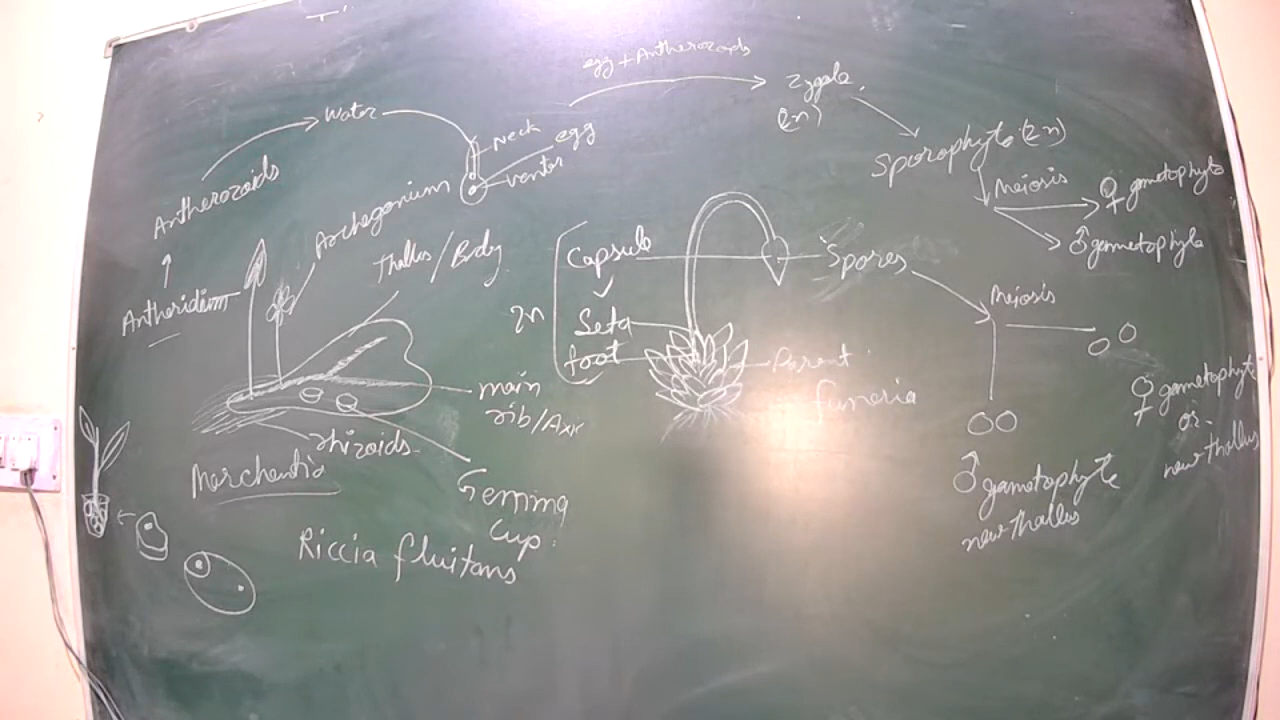 egg + Antherozoids
Zygote
(2n)
Water
Neck
egg
venter
Sporophyte (2n)
Meiosis
♀ gametophyte
♂ gametophyte
Antherozoids
Archegonium
Thallus / Body
Capsule
Spores
Antheridium
2n
Seta
foot
Meiosis
Parent
funaria
main
rib/Axis
♀ gametophyte
or
new thallus
rhizoids
Marchentia
♂ gametophyte
new thallus
Gemma
cup
Riccia fluitans